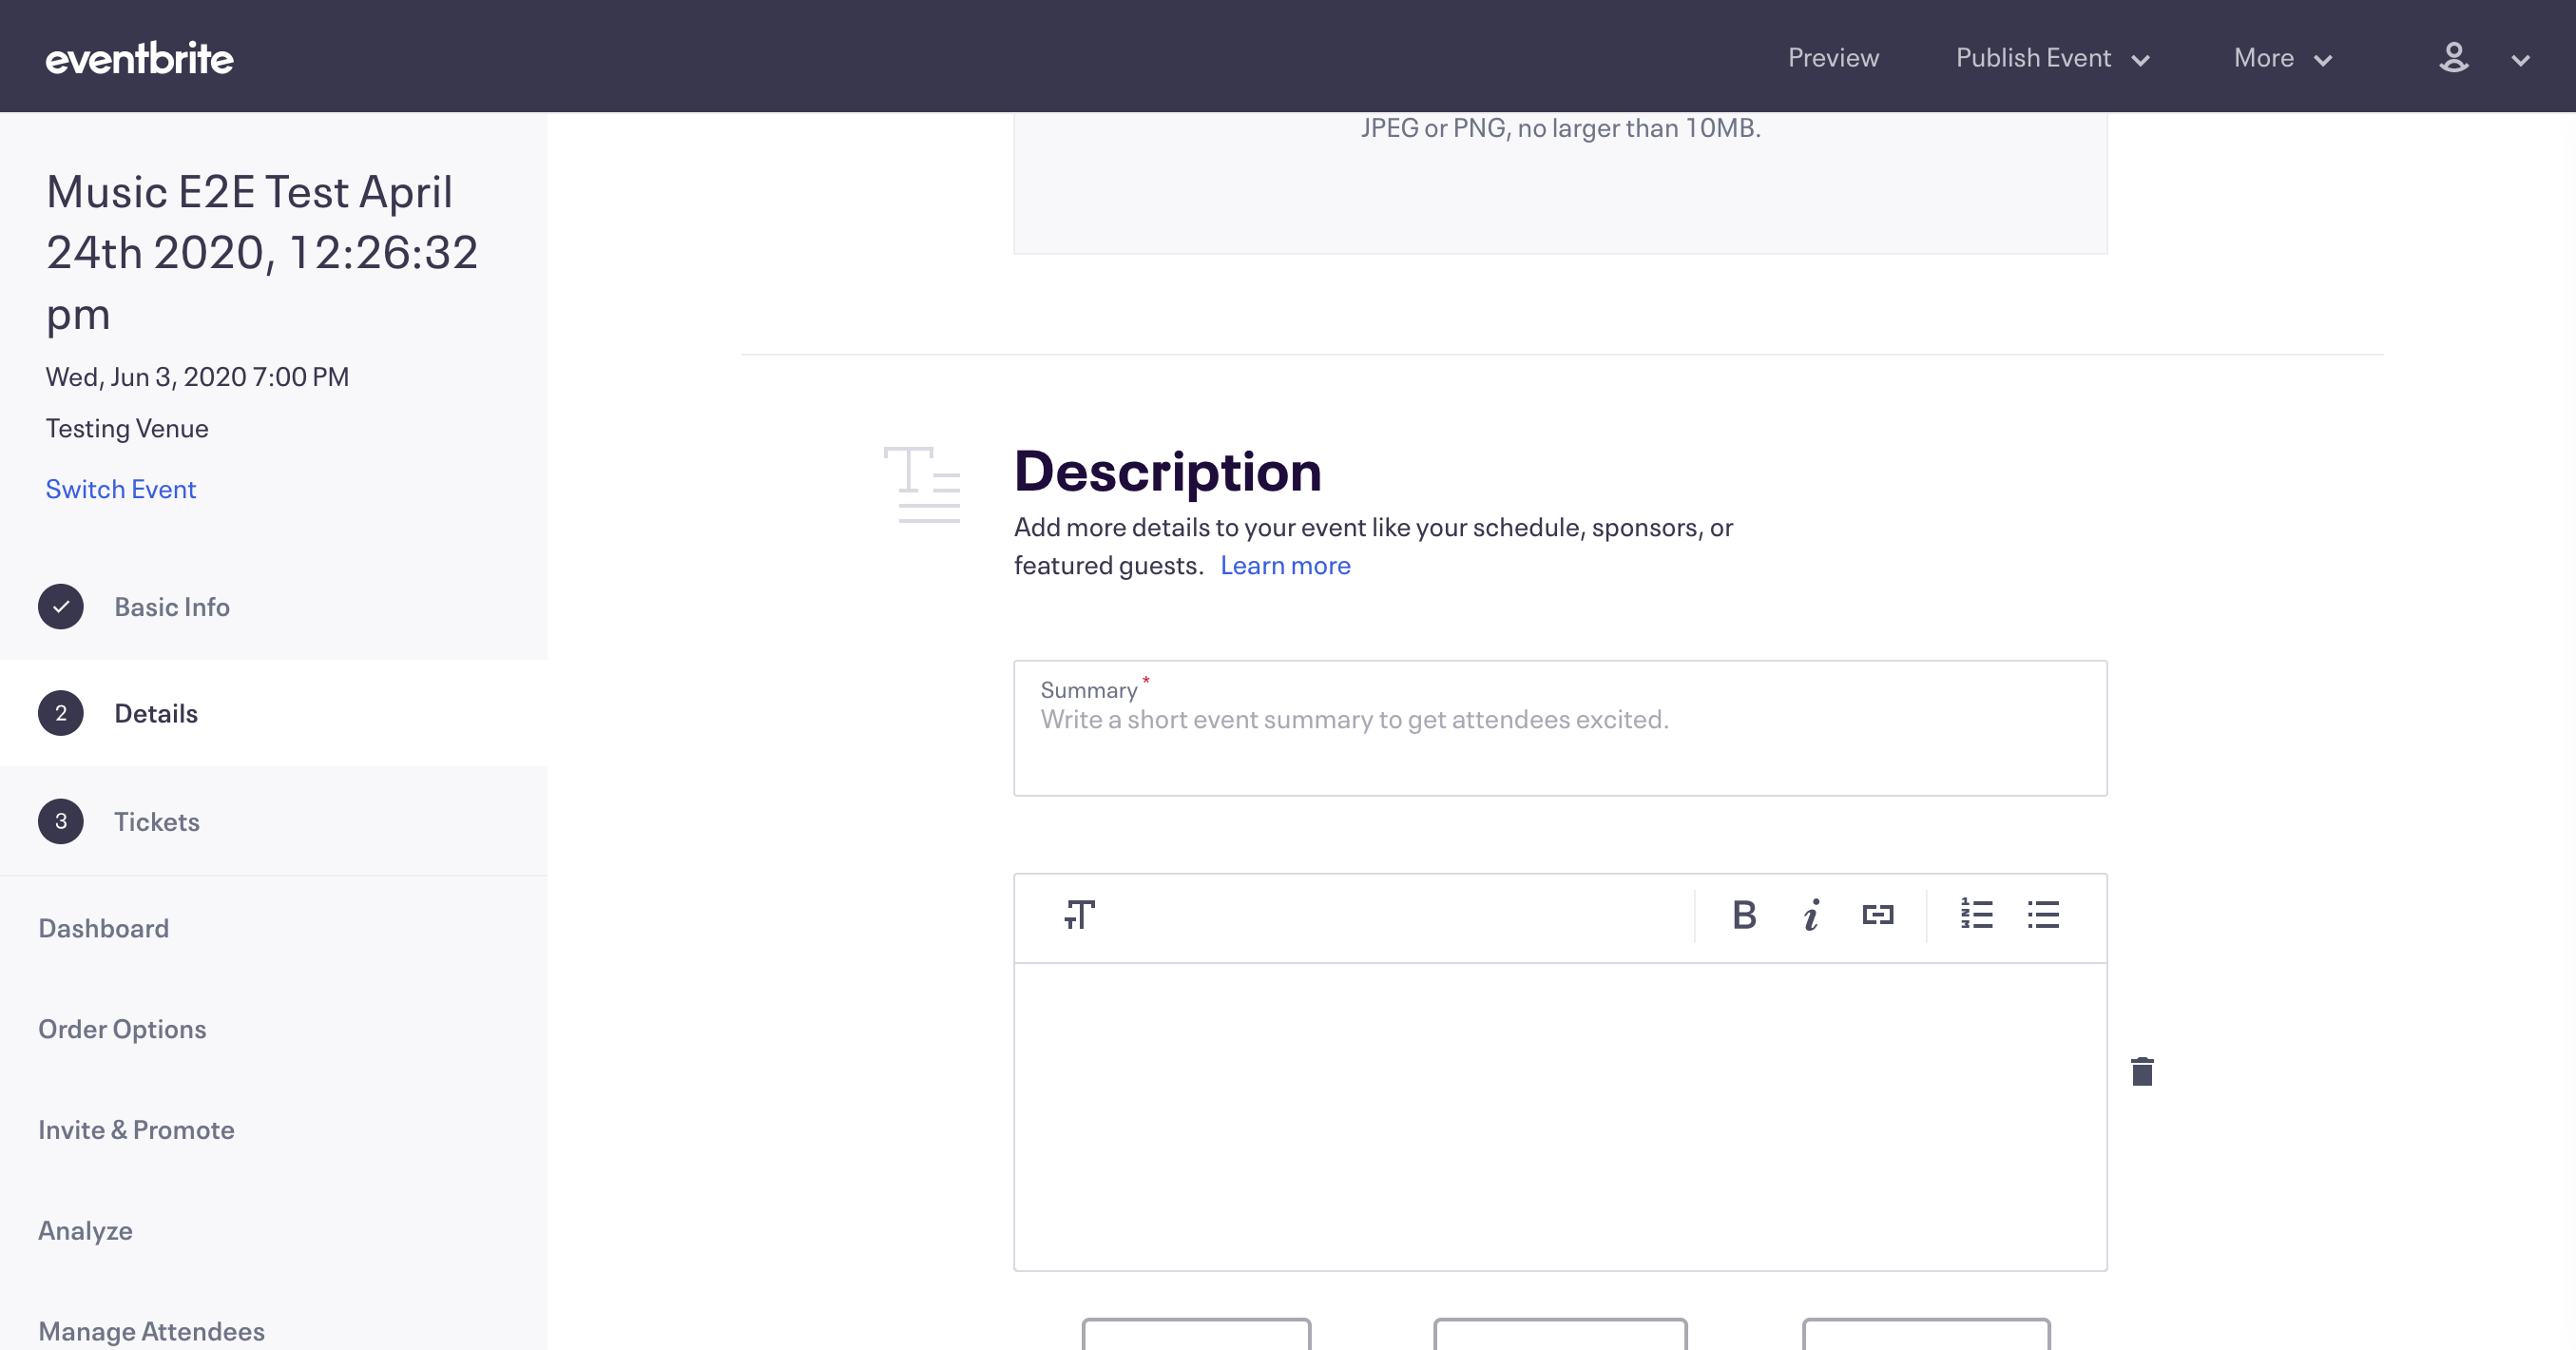 eventbrite
Preview
Publish Event
More
Music E2E Test April
24th 2020, 12:26:32
pm
Wed, Jun 3, 2020 7:00 PM
Testing Venue
Switch Event
Basic Info
2 Details
3 Tickets
Dashboard
Order Options
Invite & Promote
Analyze
Manage Attendees
JPEG or PNG, no larger than 10MB.
Description
Add more details to your event like your schedule, sponsors, or
featured guests. Learn more
Summary *
Write a short event summary to get attendees excited.
B i